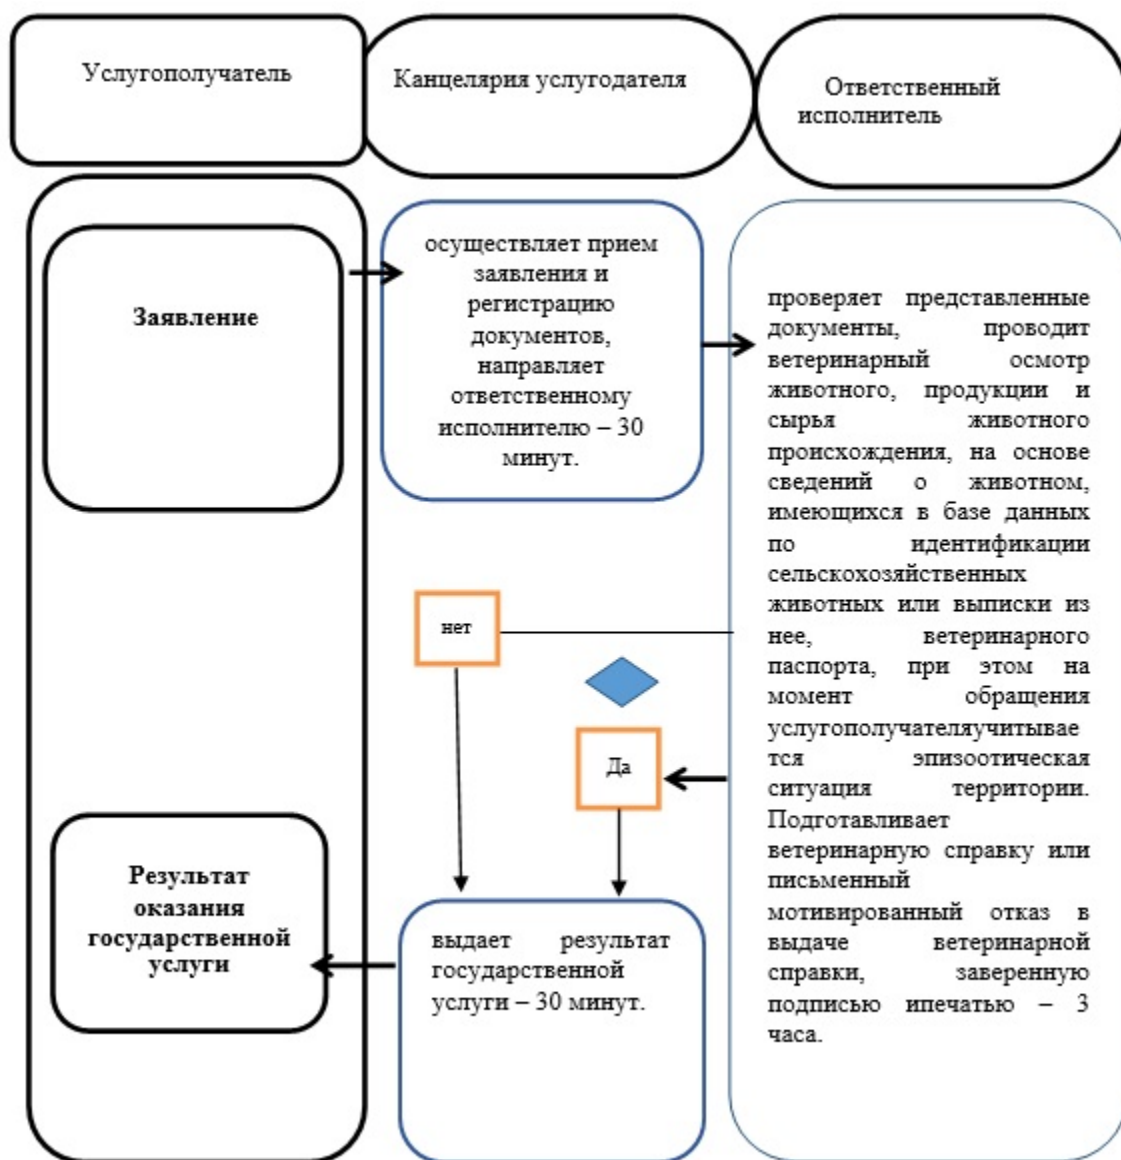 Услугополучатель
Канцелярия услугодателя
Ответственный
исполнитель
Заявление
осуществляет прием
заявления и
регистрацию
документов,
направляет
ответственному
исполнителю – 30
минут.
проверяет представленные
документы, проводит
ветеринарный осмотр
животного, продукции и
сырья животного
происхождения, на основе
сведений о животном,
имеющихся в базе данных
по идентификации
сельскохозяйственных
животных или выписки из
нее, ветеринарного
паспорта, при этом на
момент обращения
услугополучателяучитывае
тся эпизоотическая
ситуация территории.
Подготавливает
ветеринарную справку или
письменный
мотивированный отказ в
выдаче ветеринарной
справки, заверенную
подписью ипечатью – 3
часа.
нет
Да
Результат
оказания
государственной
услуги
выдает результат
государственной
услуги – 30 минут.